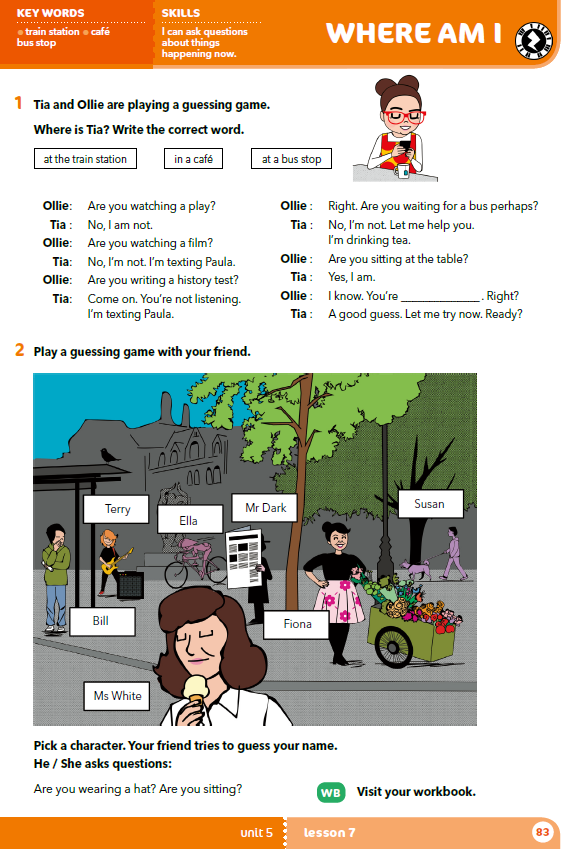 KEY WORDS
• train station • café
bus stop
SKILLS
I can ask questions
about things
happening now.
WHERE AM I
1 Tia and Ollie are playing a guessing game.
Where is Tia? Write the correct word.
at the train station
in a café
at a bus stop
Ollie: Are you watching a play?
Tia : No, I am not.
Ollie: Are you watching a film?
Tia: No, I'm not. I'm texting Paula.
Ollie: Are you writing a history test?
Tia: Come on. You're not listening.
I'm texting Paula.
Ollie : Right. Are you waiting for a bus perhaps?
Tia : No, I'm not. Let me help you.
I'm drinking tea.
Ollie : Are you sitting at the table?
Tia : Yes, I am.
Ollie : I know. You're _____________ . Right?
Tia : A good guess. Let me try now. Ready?
2 Play a guessing game with your friend.
Terry
Ella
Mr Dark
Susan
Bill
Fiona
Ms White
Pick a character. Your friend tries to guess your name.
He / She asks questions:
Are you wearing a hat? Are you sitting?
WB Visit your workbook.
unit 5 lesson 7 83